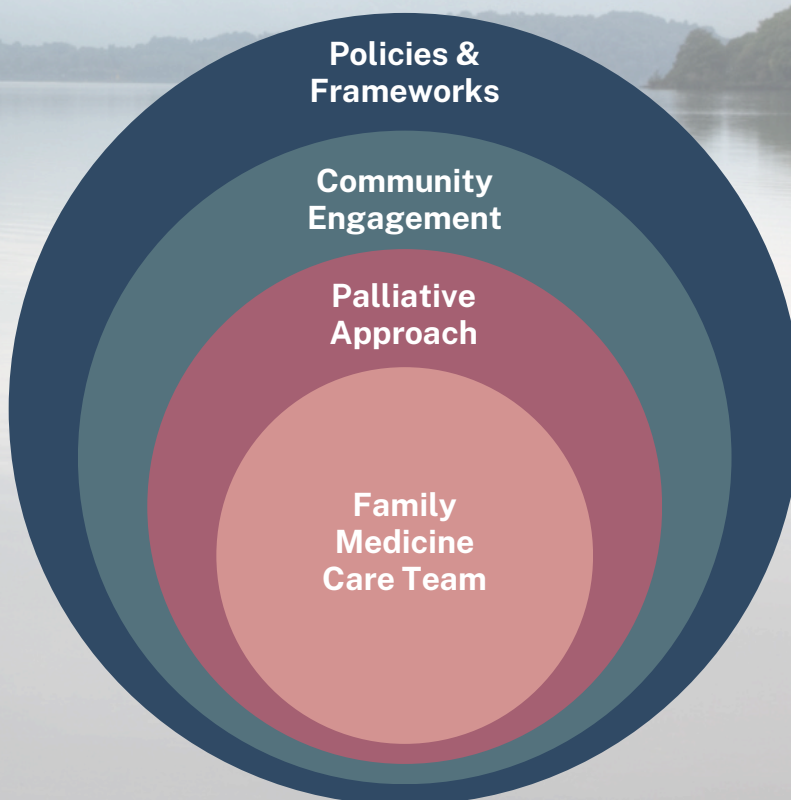 Policies &
Frameworks
Community
Engagement
Palliative
Approach
Family
Medicine
Care Team